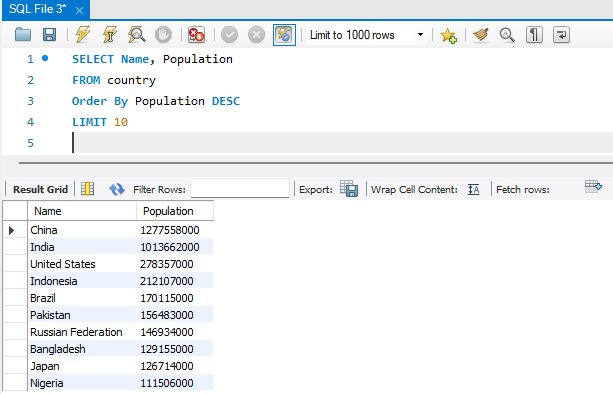 SQL File 3*
Limit to 1000 rows
1 SELECT Name, Population
2 FROM country
3 Order By Population DESC
4 LIMIT 10
5
Result Grid Filter Rows: Export: Wrap Cell Content: Fetch rows:
Name Population
China 1277558000
India 1013662000
United States 278357000
Indonesia 212107000
Brazil 170115000
Pakistan 156483000
Russian Federation 146934000
Bangladesh 129155000
Japan 126714000
Nigeria 111506000